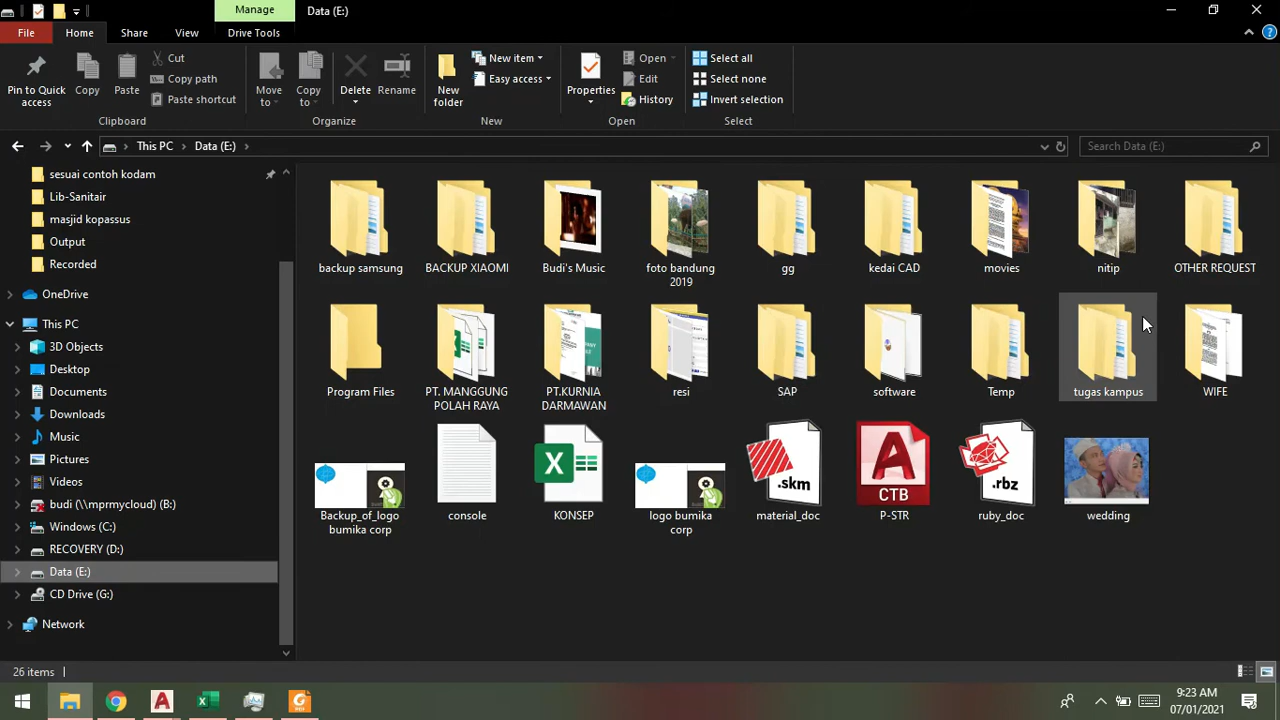 Manage
Data (E:)
File
Home
Share
View
Drive Tools
Pin to Quick
access
Copy
Paste
Cut
Copy path
Paste shortcut
Move
to
Copy
to
Delete
Rename
New
folder
New item
Easy access
Properties
Open
Edit
History
Select all
Select none
Invert selection
Clipboard
Organize
New
Open
Select
This PC
Data (E:)
Search Data (E:)
sesuai contoh kodam
Lib-Sanitair
masjid kopassus
Output
Recorded
OneDrive
This PC
3D Objects
Desktop
Documents
Downloads
Music
Pictures
Videos
budi (\\mprmycloud) (B:)
Windows (C:)
RECOVERY (D:)
Data (E:)
CD Drive (G:)
Network
backup samsung
BACKUP XIAOMI
Budi's Music
foto bandung
2019
gg
kedai CAD
movies
nitip
OTHER REQUEST
Program Files
PT. MANGGUNG
POLAH RAYA
PT.KURNIA
DARMAWAN
resi
SAP
software
Temp
tugas kampus
WIFE
.skm
CTB
.rbz
Backup_of_logo
bumika corp
console
KONSEP
logo bumika
corp
material_doc
P-STR
ruby_doc
wedding
26 items
9:23 AM
07/01/2021